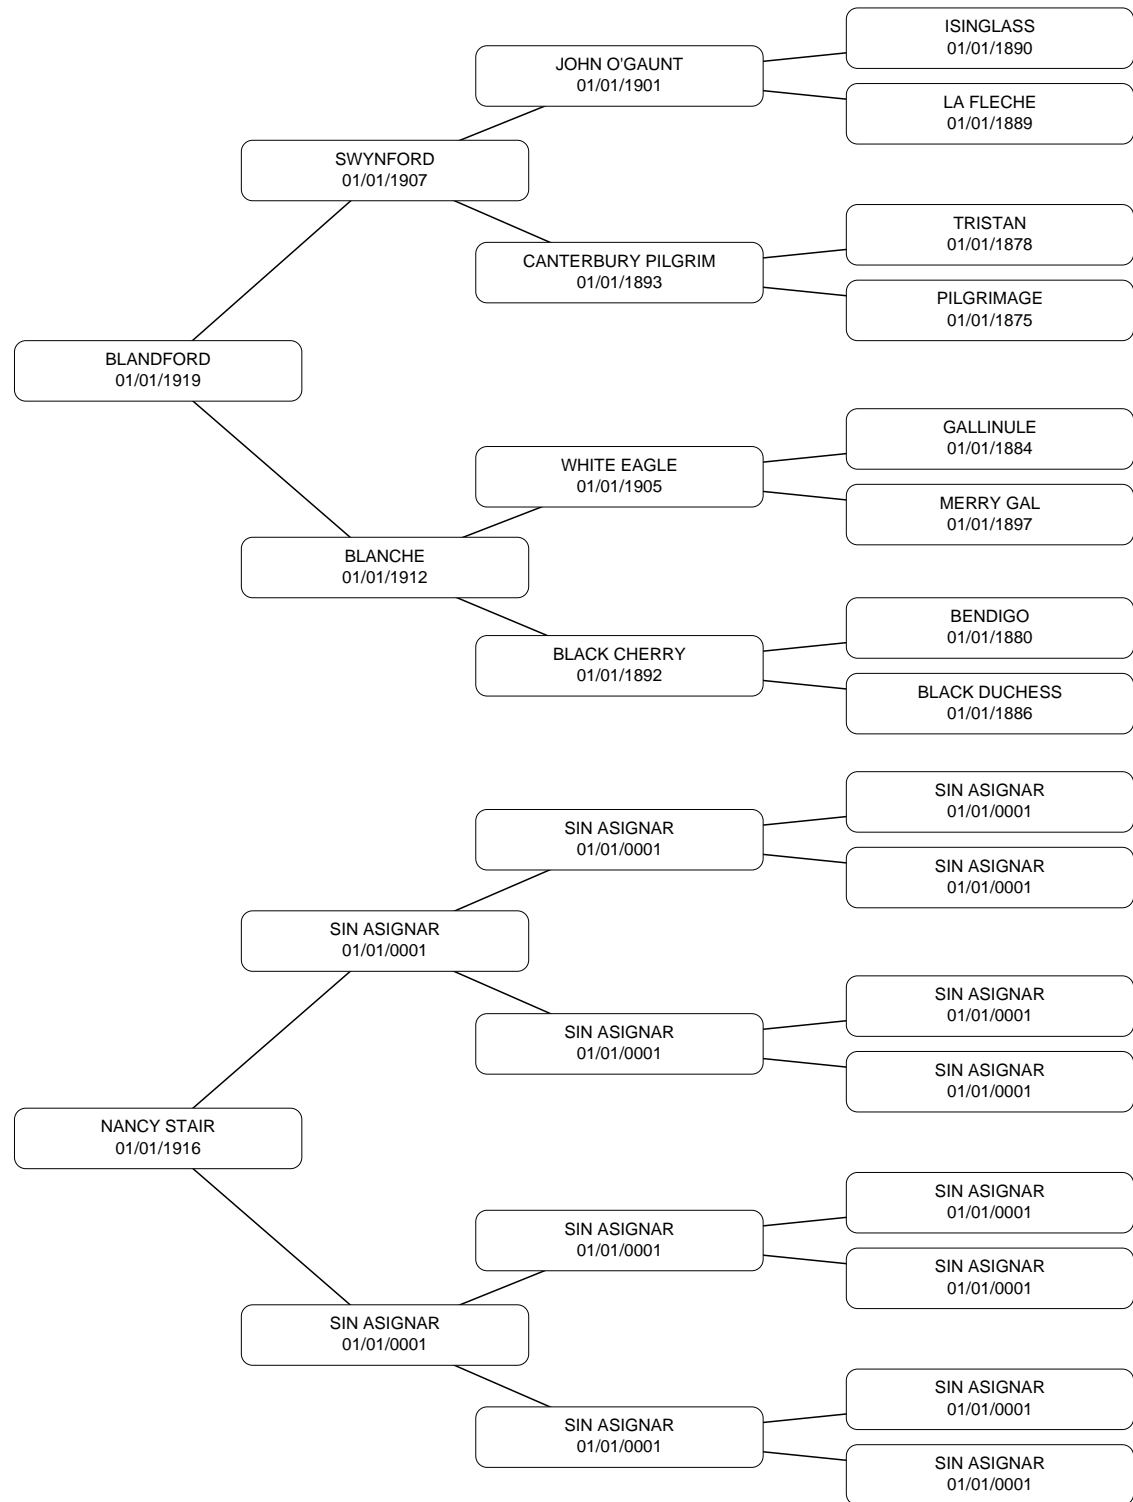 ISINGLASS
01/01/1890
JOHN O'GAUNT
01/01/1901
LA FLECHE
01/01/1889
SWYNFORD
01/01/1907
TRISTAN
01/01/1878
CANTERBURY PILGRIM
01/01/1893
PILGRIMAGE
01/01/1875
BLANDFORD
01/01/1919
GALLINULE
01/01/1884
WHITE EAGLE
01/01/1905
MERRY GAL
01/01/1897
BLANCHE
01/01/1912
BENDIGO
01/01/1880
BLACK CHERRY
01/01/1892
BLACK DUCHESS
01/01/1886
SIN ASIGNAR
01/01/0001
SIN ASIGNAR
01/01/0001
SIN ASIGNAR
01/01/0001
SIN ASIGNAR
01/01/0001
SIN ASIGNAR
01/01/0001
SIN ASIGNAR
01/01/0001
SIN ASIGNAR
01/01/0001
NANCY STAIR
01/01/1916
SIN ASIGNAR
01/01/0001
SIN ASIGNAR
01/01/0001
SIN ASIGNAR
01/01/0001
SIN ASIGNAR
01/01/0001
SIN ASIGNAR
01/01/0001
SIN ASIGNAR
01/01/0001
SIN ASIGNAR
01/01/0001